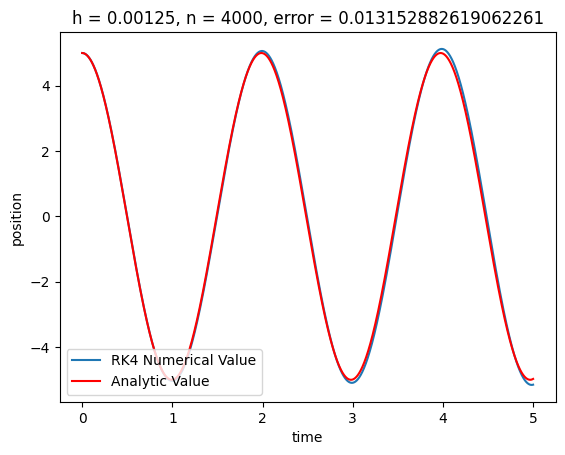 h = 0.00125, n = 4000, error = 0.013152882619062261
position
4
2
0
−2
−4
RK4 Numerical Value
Analytic Value
0 1 2 3 4 5
time